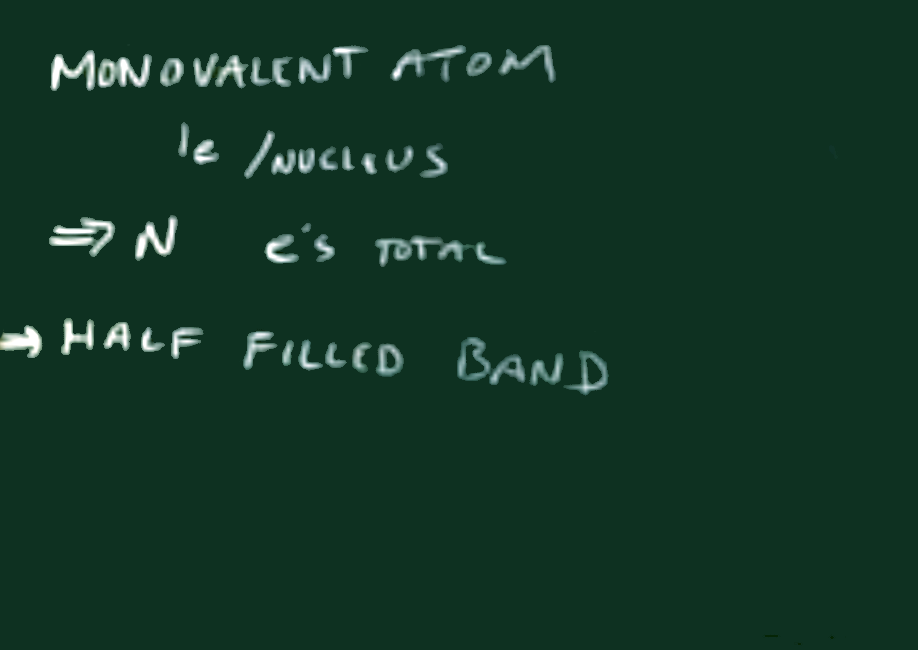 MONOVALENT ATOM
1e /NUCLEUS
⇒ N e's TOTAL
⇒ HALF FILLED BAND